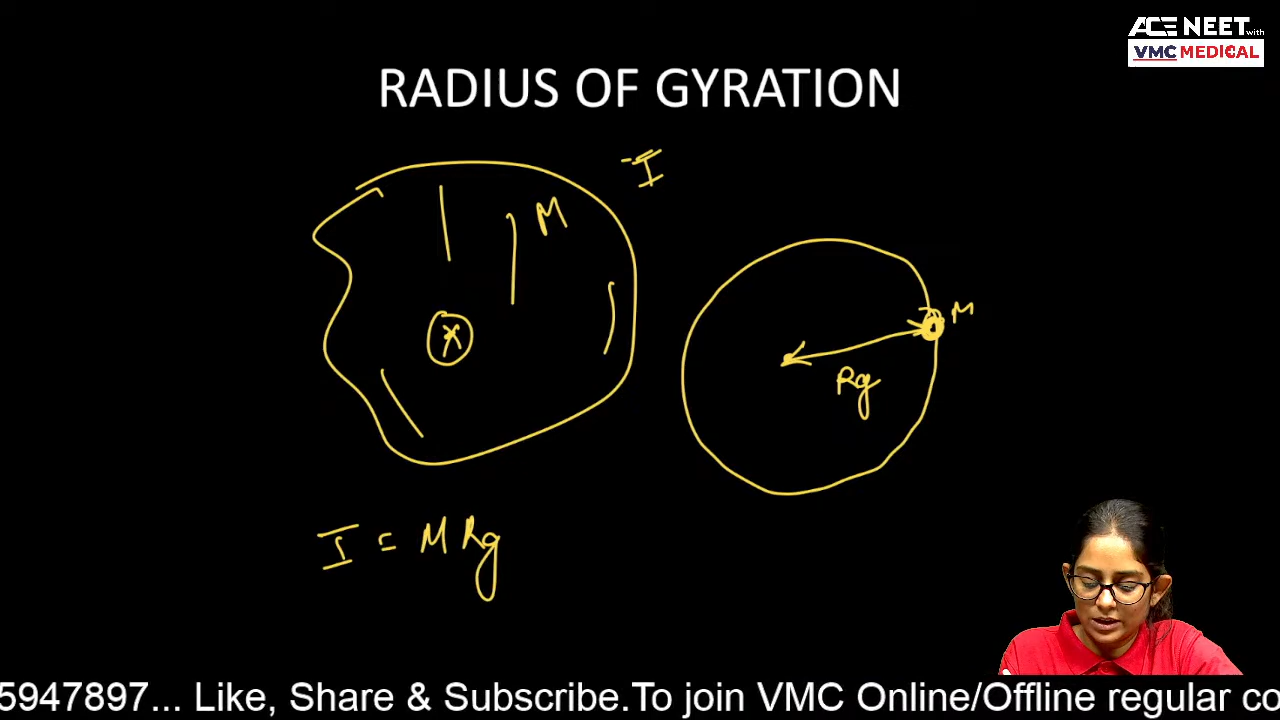 ACE NEET with
VMC MEDICAL
RADIUS OF GYRATION
I
M
M
Rg
I = M Rg
5947897... Like, Share & Subscribe.To join VMC Online/Offline regular co